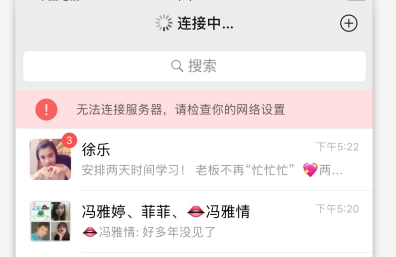 连接中...
搜索
无法连接服务器，请检查你的网络设置
3
徐乐
下午5:22
安排两天时间学习！ 老板不再“忙忙忙” 💖两...
冯雅婷、菲菲、👄冯雅情
下午5:20
👄冯雅情: 好多年没见了